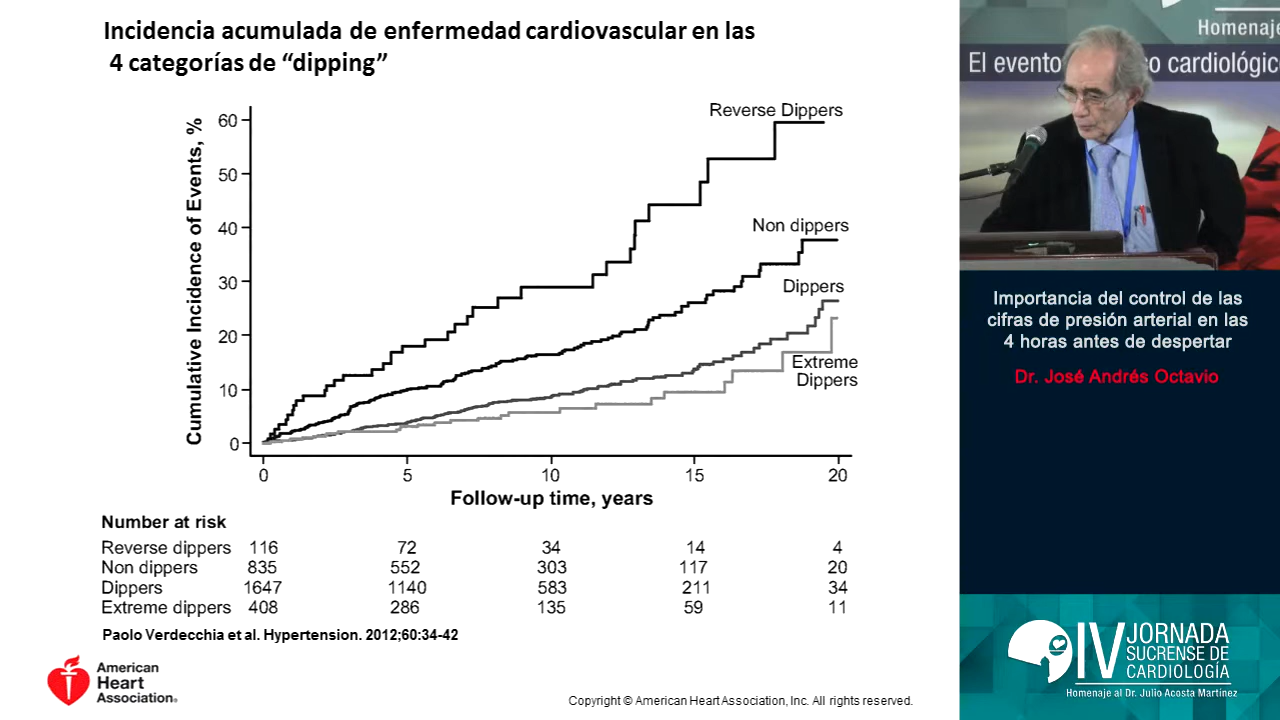 Incidencia acumulada de enfermedad cardiovascular en las
4 categorías de “dipping”
Cumulative Incidence of Events, %
60
50
40
30
20
10
0
Reverse Dippers
Non dippers
Dippers
Extreme
Dippers
0 5 10 15 20
Follow-up time, years
Number at risk
Reverse dippers 116 72 34 14 4
Non dippers 835 552 303 117 20
Dippers 1647 1140 583 211 34
Extreme dippers 408 286 135 59 11
Paolo Verdecchia et al. Hypertension. 2012;60:34-42
American
Heart
Association®
Copyright © American Heart Association, Inc. All rights reserved.
Homenaje
El evento co cardiológic
Importancia del control de las
cifras de presión arterial en las
4 horas antes de despertar
Dr. José Andrés Octavio
IV JORNADA
SUCRENSE DE
CARDIOLOGÍA
Homenaje al Dr. Julio Acosta Martínez